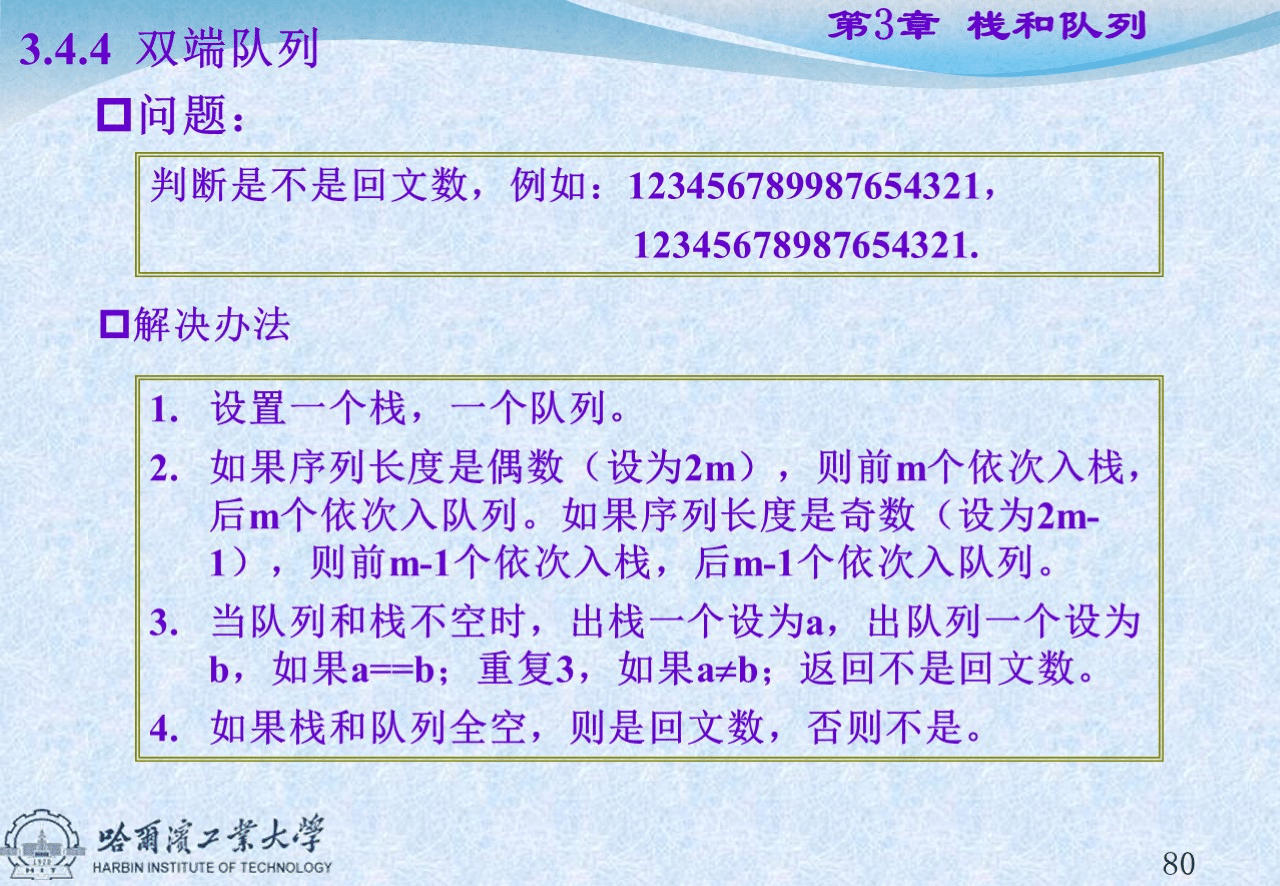 第3章 栈和队列
3.4.4 双端队列
问题：
判断是不是回文数，例如：123456789987654321，
12345678987654321.
解决办法
1. 设置一个栈，一个队列。
2. 如果序列长度是偶数（设为2m），则前m个依次入栈，
后m个依次入队列。如果序列长度是奇数（设为2m-
1），则前m-1个依次入栈，后m-1个依次入队列。
3. 当队列和栈不空时，出栈一个设为a，出队列一个设为
b，如果a==b；重复3，如果a≠b；返回不是回文数。
4. 如果栈和队列全空，则是回文数，否则不是。
1920
HIT
哈爾濱工業大學
HARBIN INSTITUTE OF TECHNOLOGY
80